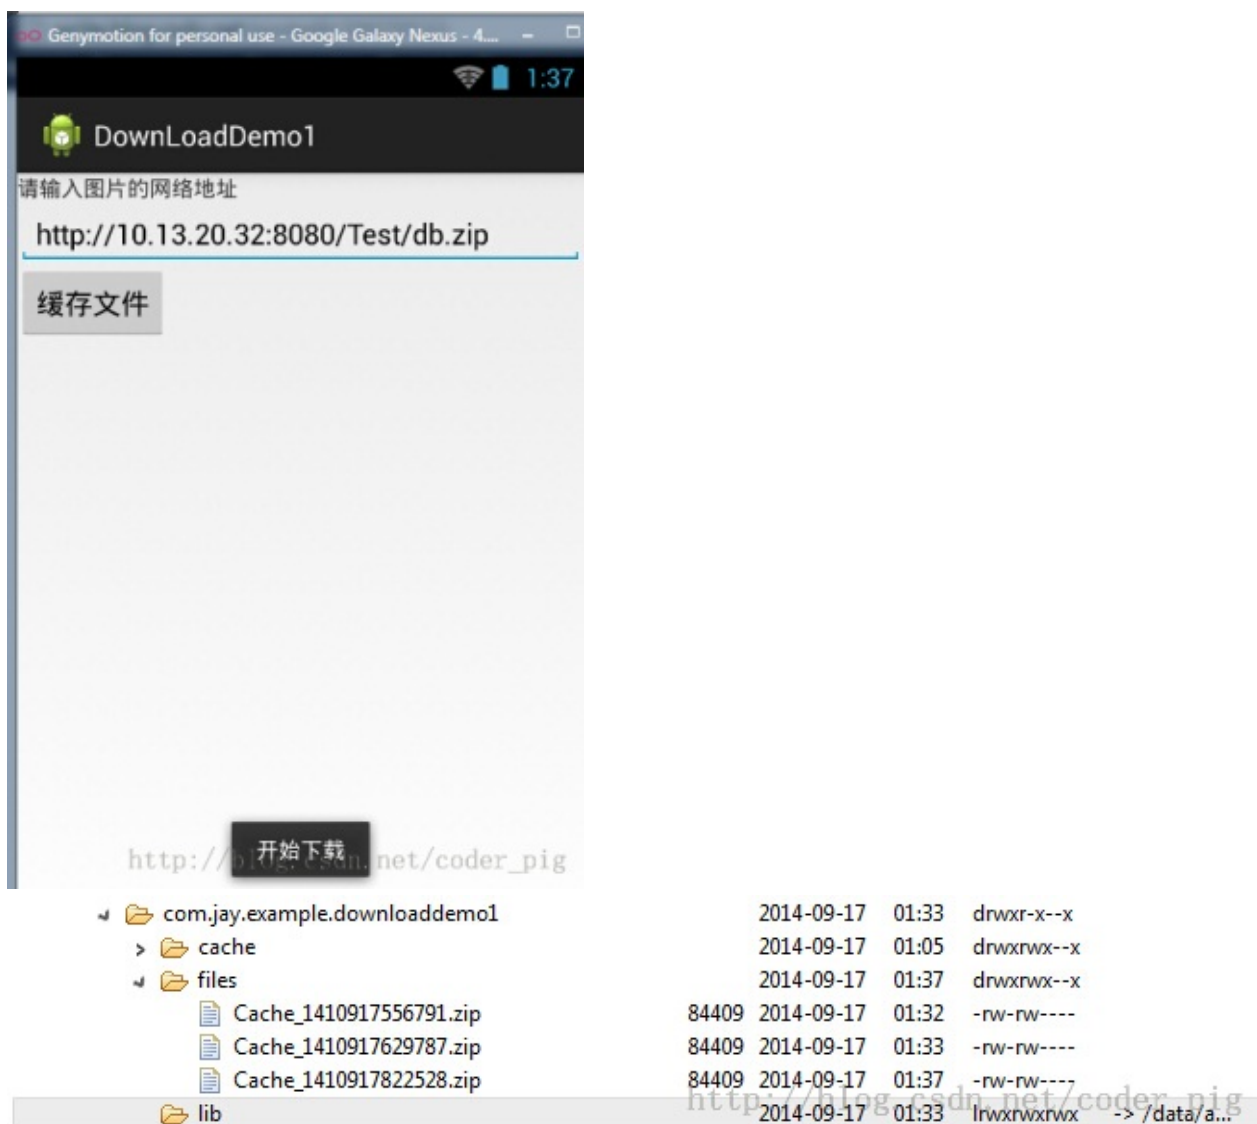 Genymotion for personal use - Google Galaxy Nexus - 4....
1:37
DownLoadDemo1
请输入图片的网络地址
http://10.13.20.32:8080/Test/db.zip
缓存文件
开始下载
http://blog.csdn.net/coder_pig
com.jay.example.downloaddemo1 2014-09-17 01:33 drwxr-x--x
cache 2014-09-17 01:05 drwxrwx--x
files 2014-09-17 01:37 drwxrwx--x
Cache_1410917556791.zip 84409 2014-09-17 01:32 -rw-rw----
Cache_1410917629787.zip 84409 2014-09-17 01:33 -rw-rw----
Cache_1410917822528.zip 84409 2014-09-17 01:37 -rw-rw----
http://blog.csdn.net/coder_pig
lib 2014-09-17 01:33 lrwxrwxrwx -> /data/a...